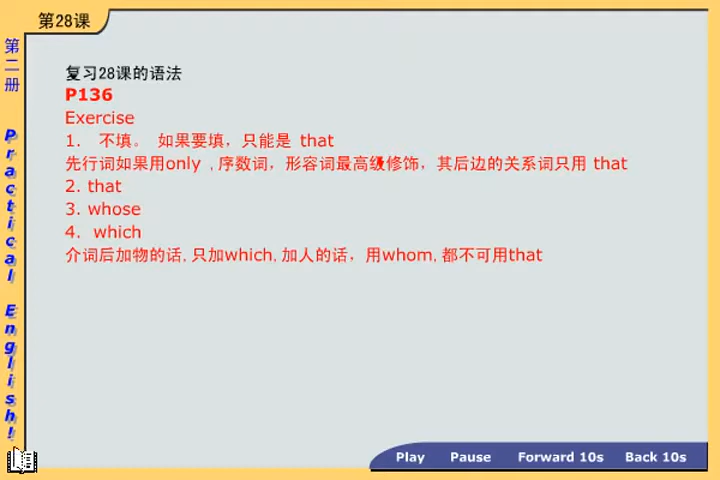 第28课
第二册 Practical English!
复习28课的语法
P136
Exercise
1. 不填。 如果要填，只能是 that
先行词如果用only ,序数词，形容词最高级修饰，其后边的关系词只用 that
2. that
3. whose
4. which
介词后加物的话,只加which,加人的话，用whom,都不可用that
Play Pause Forward 10s Back 10s